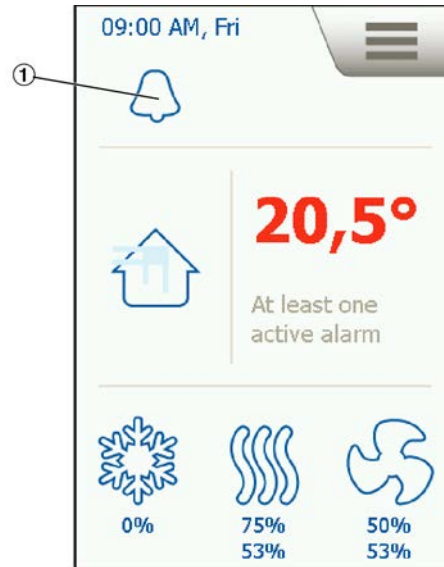 09:00 AM, Fri
1
20,5°
At least one
active alarm
0% 75% 50%
53% 53%